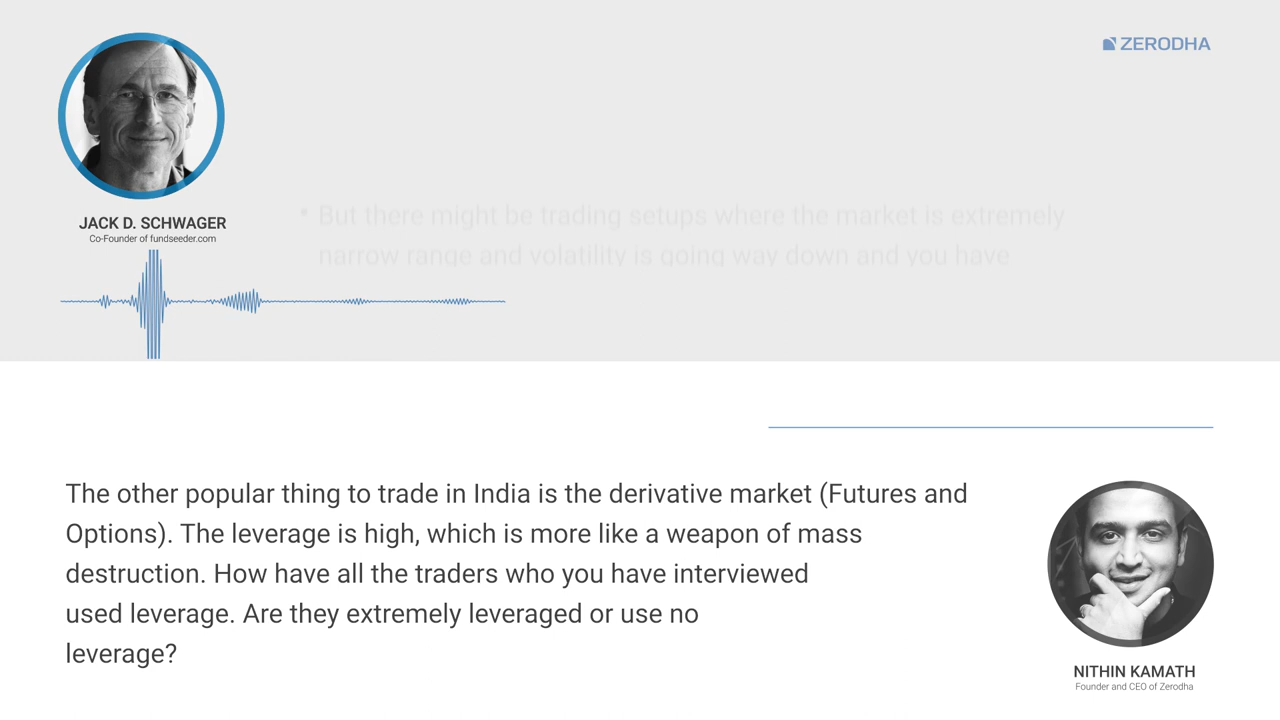 ZERODHA
JACK D. SCHWAGER
Co-Founder of fundseeder.com
• But there might be trading setups where the market is extremely
narrow range and volatility is going way down and you have
The other popular thing to trade in India is the derivative market (Futures and
Options). The leverage is high, which is more like a weapon of mass
destruction. How have all the traders who you have interviewed
used leverage. Are they extremely leveraged or use no
leverage?
NITHIN KAMATH
Founder and CEO of Zerodha